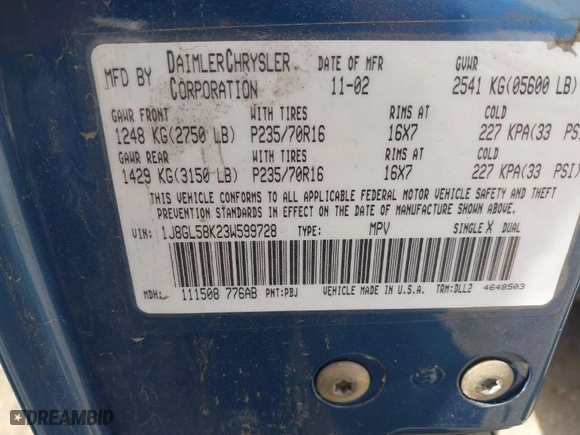 MFD BY DAIMLERCHRYSLER CORPORATION DATE OF MFR 11-02 GVWR 2541 KG(05600 LB)
GAWR FRONT WITH TIRES RIMS AT COLD
1248 KG(2750 LB) P235/70R16 16X7 227 KPA(33 PSI)
GAWR REAR WITH TIRES RIMS AT COLD
1429 KG(3150 LB) P235/70R16 16X7 227 KPA(33 PSI)
THIS VEHICLE CONFORMS TO ALL APPLICABLE FEDERAL MOTOR VEHICLE SAFETY AND THEFT
PREVENTION STANDARDS IN EFFECT ON THE DATE OF MANUFACTURE SHOWN ABOVE.
VIN: 1J8GL58K23W599728 TYPE: MPV SINGLE X DUAL
MDH: 111508 776AB PNT:PBJ VEHICLE MADE IN U.S.A. TRM:DLL2 4648503
DREAMBID